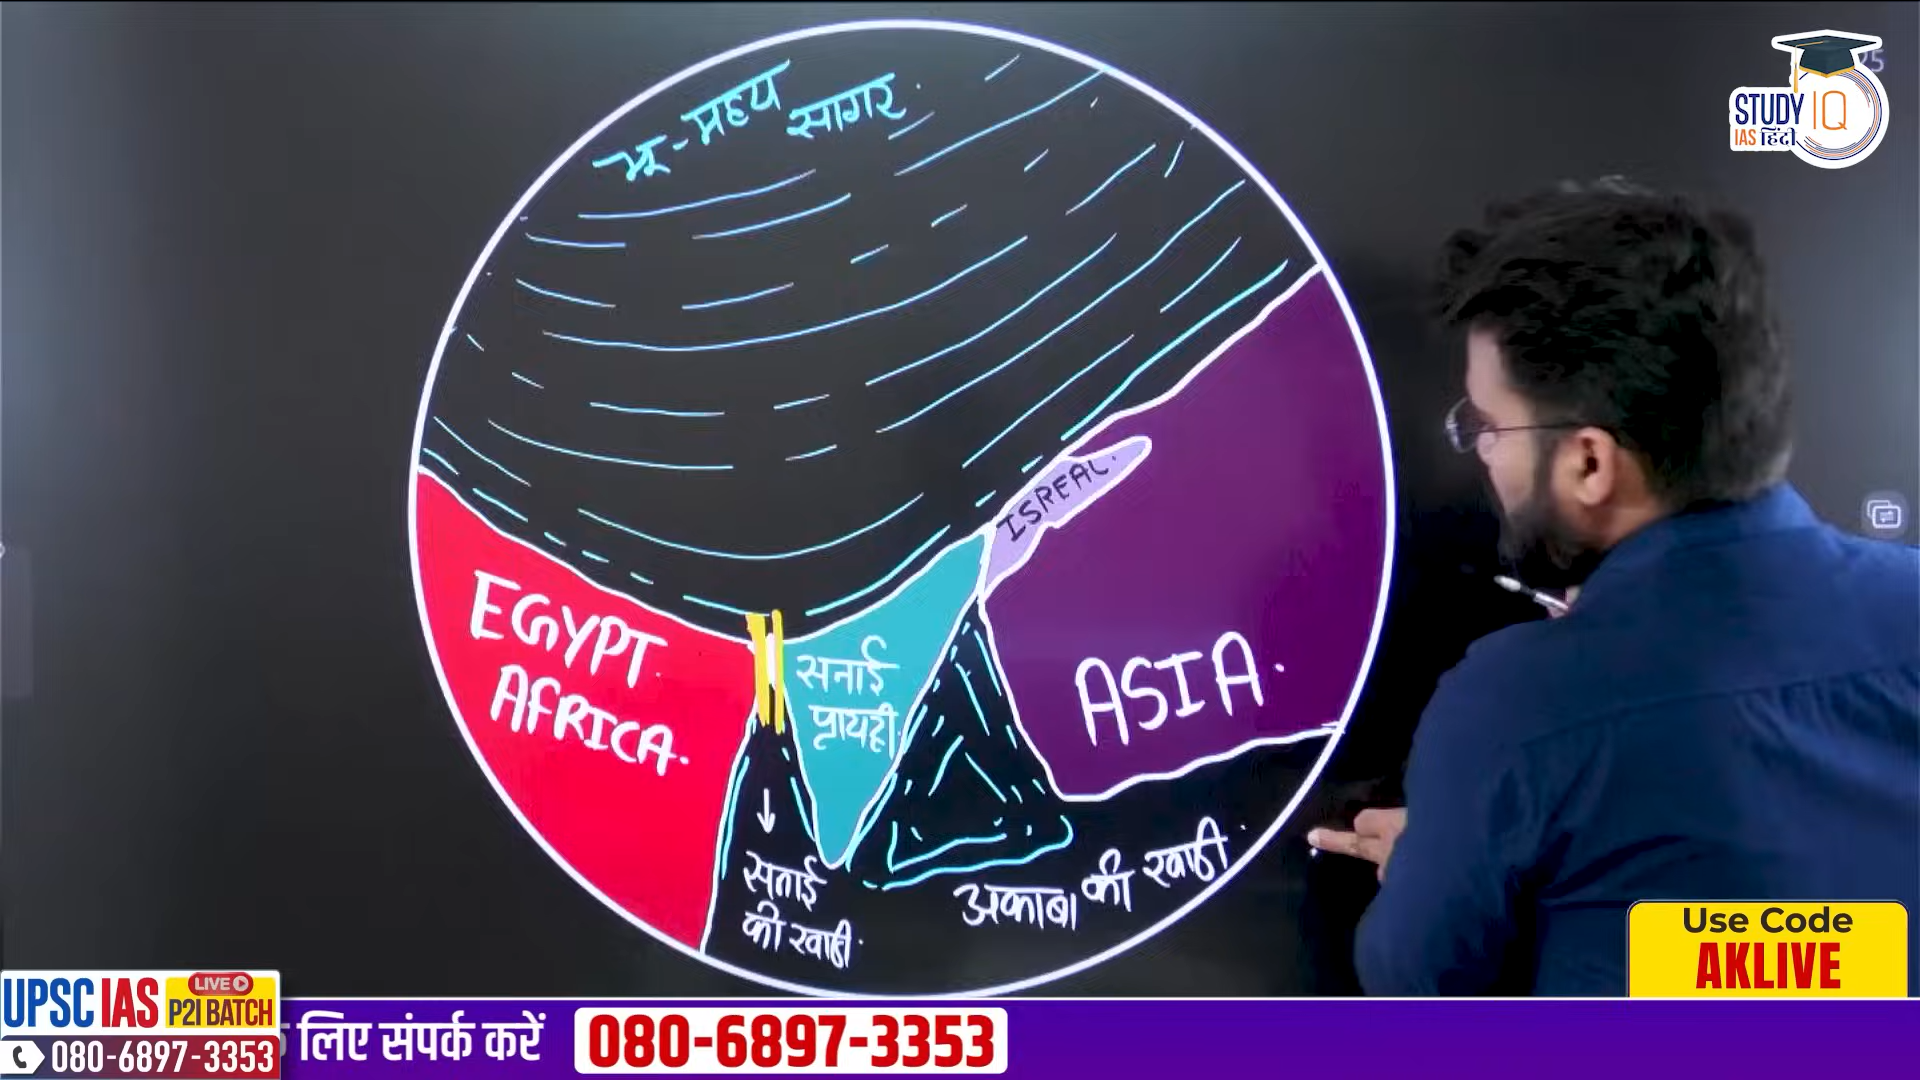 भू-मध्य सागर
STUDY IQ
IAS हिंदी
ISREAL
EGYPT
AFRICA
सनाई
प्रायद्वी
ASIA
सनाई
की खाड़ी
अकाबा की खाड़ी
Use Code
AKLIVE
UPSC IAS
LIVE
P2I BATCH
080-6897-3353
लिए संपर्क करें
080-6897-3353